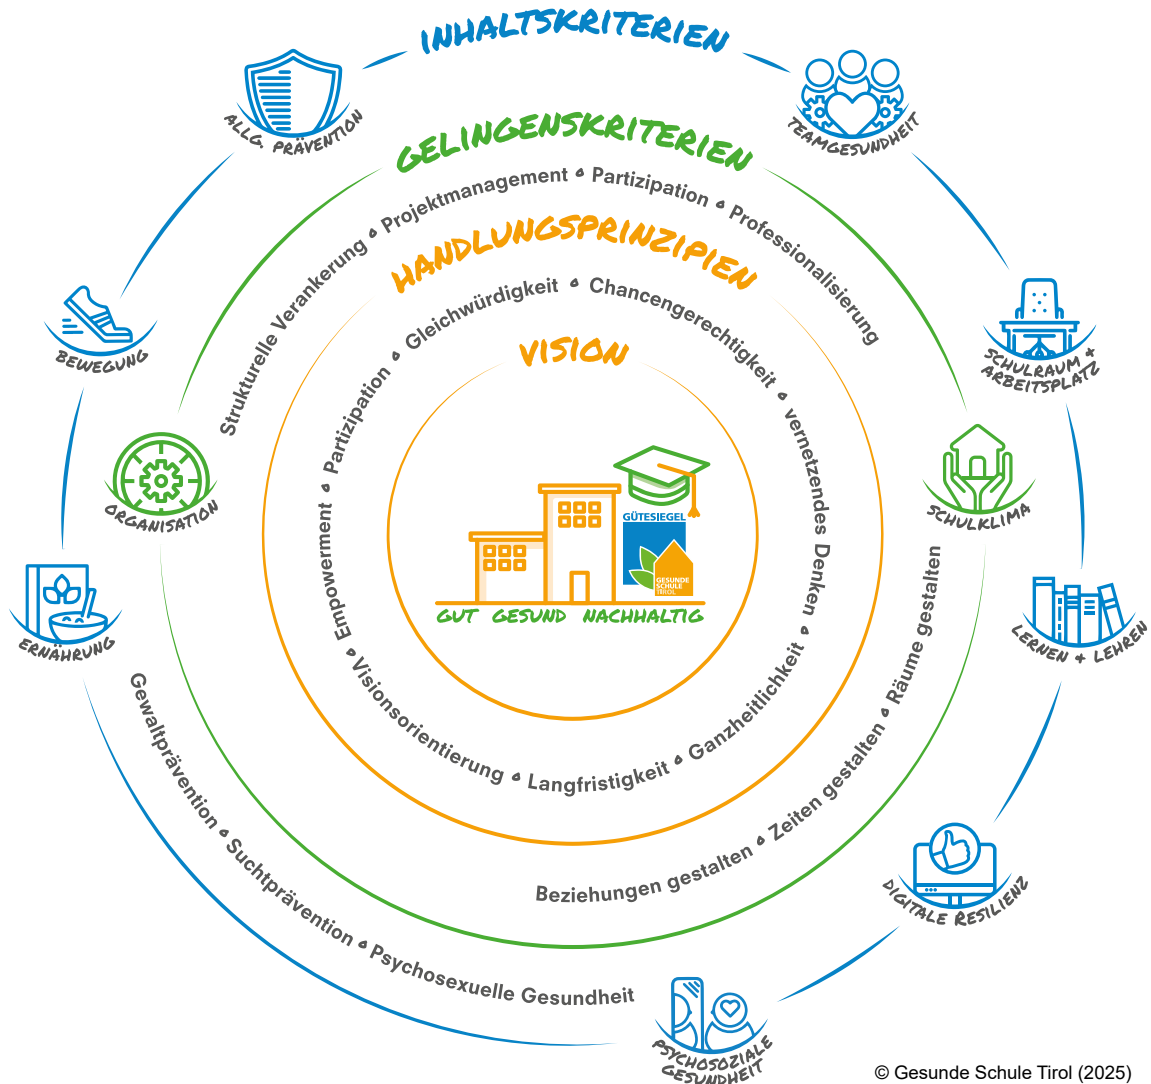 INHALTSKRITERIEN
ALLG. PRÄVENTION
TEAMGESUNDHEIT
BEWEGUNG
SCHULRAUM +
ARBEITSPLATZ
ERNÄHRUNG
LERNEN + LEHREN
DIGITALE RESILIENZ
PSYCHOSOZIALE
GESUNDHEIT
Gewaltprävention • Suchtprävention • Psychosexuelle Gesundheit
GELINGENSKRITERIEN
Strukturelle Verankerung • Projektmanagement • Partizipation • Professionalisierung
ORGANISATION
SCHULKLIMA
Beziehungen gestalten • Zeiten gestalten • Räume gestalten
HANDLUNGSPRINZIPIEN
Empowerment • Partizipation • Gleichwürdigkeit • Chancengerechtigkeit • vernetzendes Denken •
Visionsorientierung • Langfristigkeit • Ganzheitlichkeit
VISION
GÜTESIEGEL
GESUNDE
SCHULE
TIROL
GUT GESUND NACHHALTIG
© Gesunde Schule Tirol (2025)